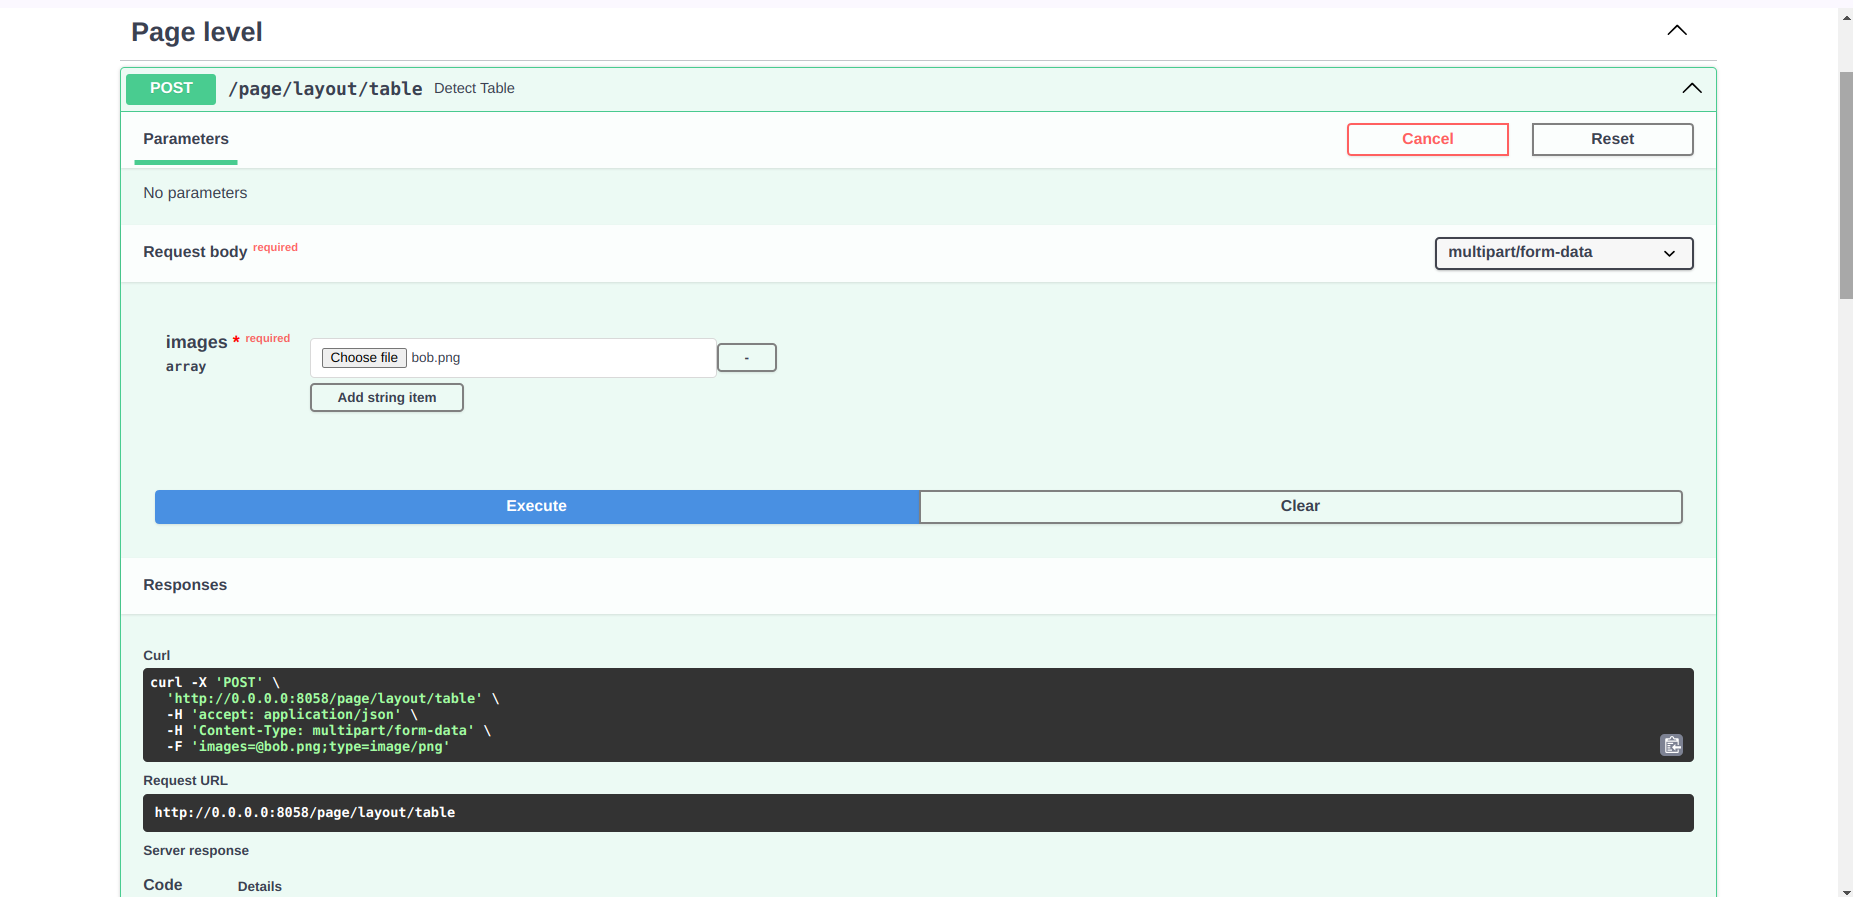 Page level
POST /page/layout/table Detect Table
Parameters
Cancel
Reset
No parameters
Request body required
multipart/form-data
images * required
array
Choose file bob.png
-
Add string item
Execute
Clear
Responses
Curl
curl -X 'POST' \
  'http://0.0.0.0:8058/page/layout/table' \
  -H 'accept: application/json' \
  -H 'Content-Type: multipart/form-data' \
  -F 'images=@bob.png;type=image/png'
Request URL
http://0.0.0.0:8058/page/layout/table
Server response
Code Details